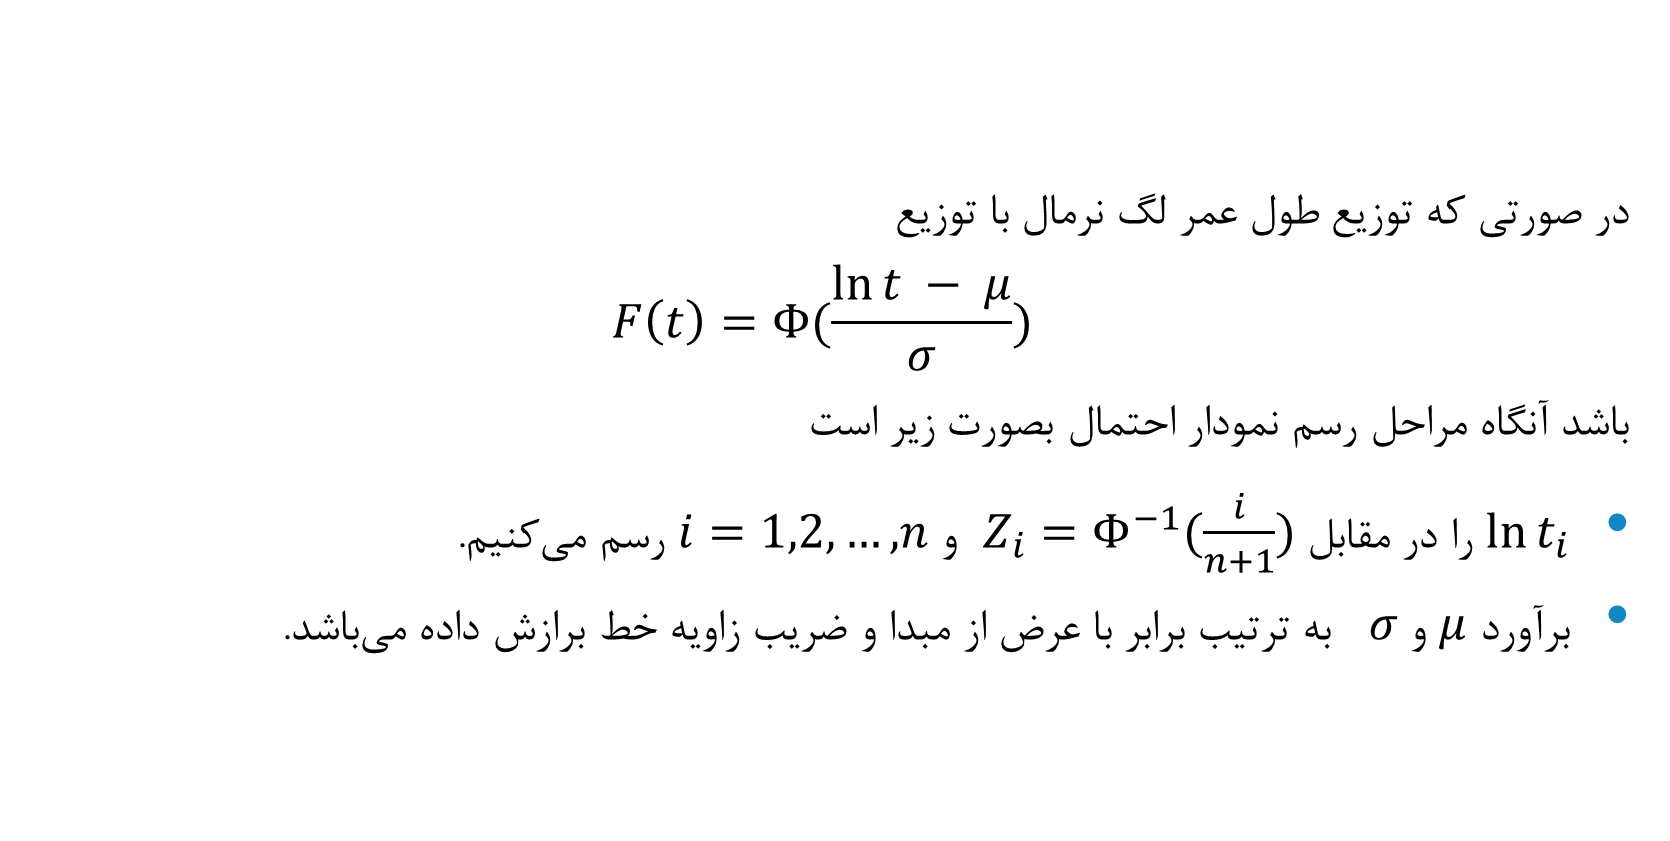 در صورتی که توزیع طول عمر لگ نرمال با توزیع
F(t) = Φ((ln t − μ)/σ)
باشد آنگاه مراحل رسم نمودار احتمال بصورت زیر است
• ln tᵢ را در مقابل Zᵢ = Φ⁻¹(i/(n+1)) و i = 1,2, … ,n رسم می‌کنیم.
• برآورد μ و σ به ترتیب برابر با عرض از مبدا و ضریب زاویه خط برازش داده می‌باشد.